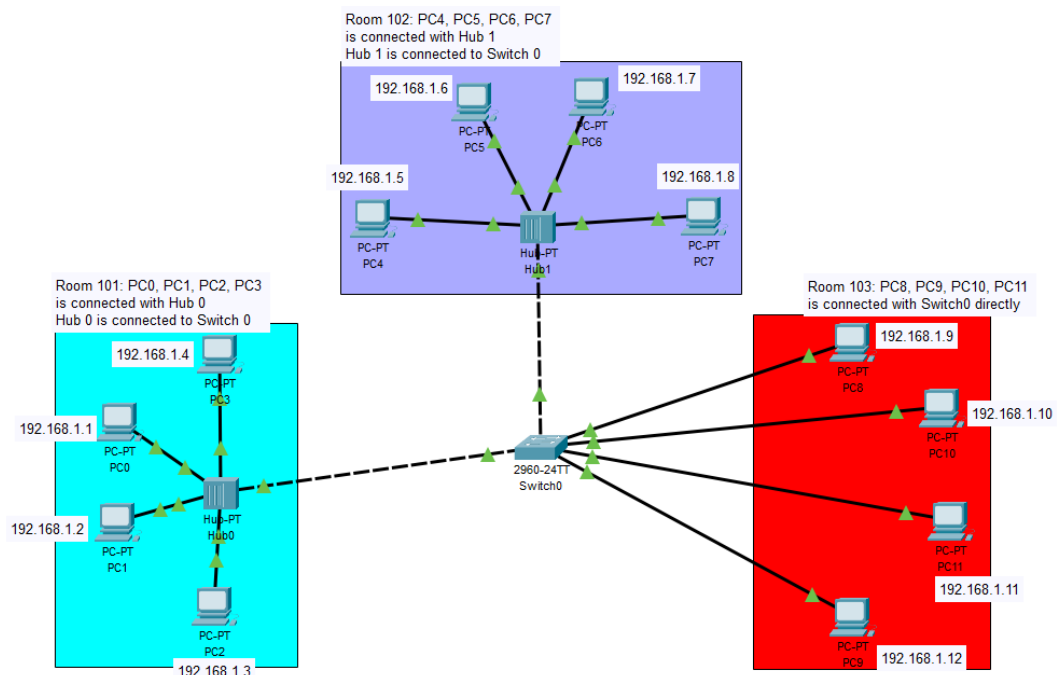 Room 102: PC4, PC5, PC6, PC7
is connected with Hub 1
Hub 1 is connected to Switch 0
192.168.1.6
PC-PT
PC5
192.168.1.7
PC-PT
PC6
192.168.1.5
PC-PT
PC4
192.168.1.8
PC-PT
PC7
Hub-PT
Hub1
Room 101: PC0, PC1, PC2, PC3
is connected with Hub 0
Hub 0 is connected to Switch 0
192.168.1.4
PC-PT
PC3
192.168.1.1
PC-PT
PC0
192.168.1.2
PC-PT
PC1
Hub-PT
Hub0
PC-PT
PC2
192.168.1.3
2960-24TT
Switch0
Room 103: PC8, PC9, PC10, PC11
is connected with Switch0 directly
192.168.1.9
PC-PT
PC8
192.168.1.10
PC-PT
PC10
PC-PT
PC11
192.168.1.11
PC-PT
PC9
192.168.1.12